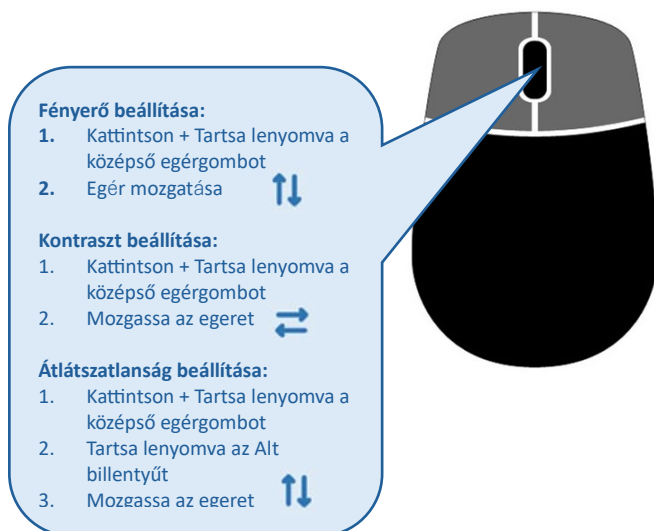 Fényerő beállítása:
1. Kattintson + Tartsa lenyomva a
középső egérgombot
2. Egér mozgatása
Kontraszt beállítása:
1. Kattintson + Tartsa lenyomva a
középső egérgombot
2. Mozgassa az egeret
Átlátszatlanság beállítása:
1. Kattintson + Tartsa lenyomva a
középső egérgombot
2. Tartsa lenyomva az Alt
billentyűt
3. Mozgassa az egeret